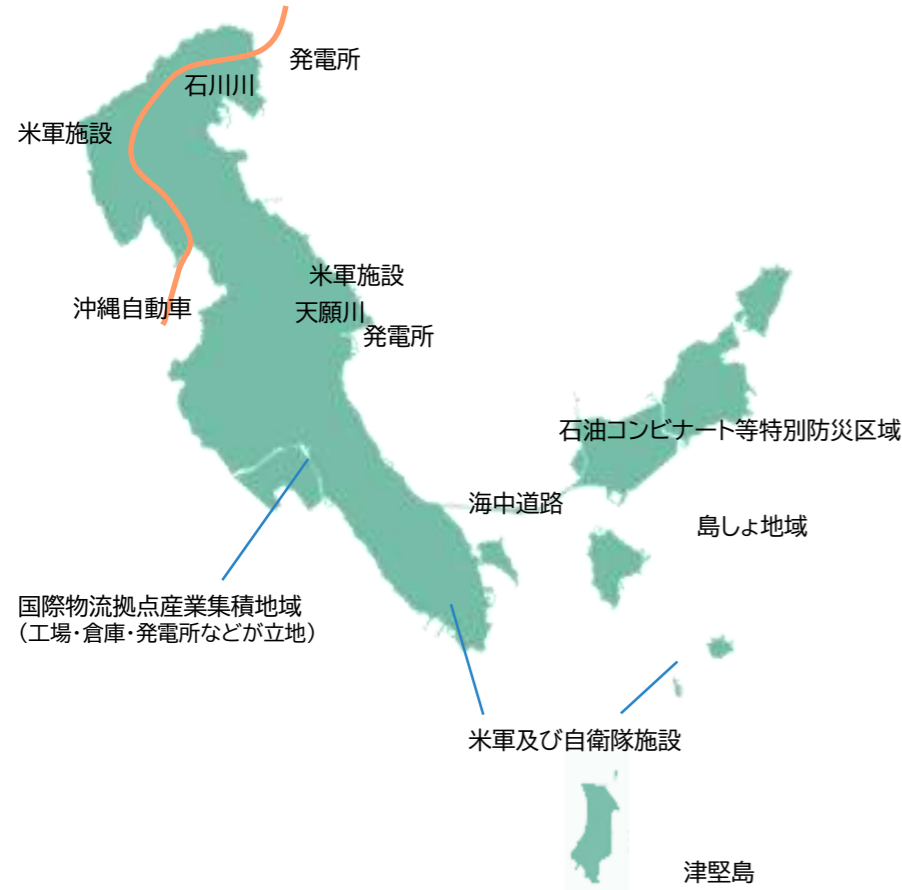 発電所
石川川
米軍施設
米軍施設
沖縄自動車
天願川
発電所
石油コンビナート等特別防災区域
海中道路
島しょ地域
国際物流拠点産業集積地域
（工場・倉庫・発電所などが立地）
米軍及び自衛隊施設
津堅島